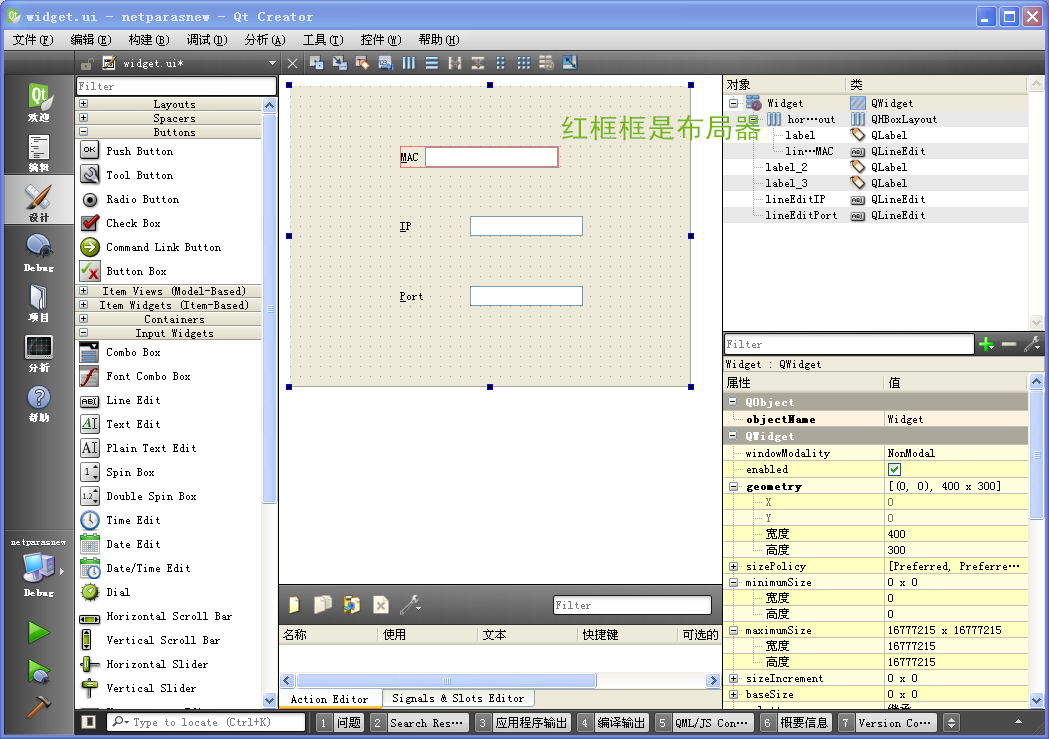 widget.ui - netparasnew - Qt Creator
文件(F) 编辑(E) 构建(B) 调试(D) 分析(A) 工具(T) 控件(W) 帮助(H)
widget.ui*
欢迎
编辑
设计
Debug
项目
分析
帮助
netparasnew
Debug
Filter
Layouts
Spacers
Buttons
OK Push Button
Tool Button
Radio Button
Check Box
Command Link Button
Button Box
Item Views (Model-Based)
Item Widgets (Item-Based)
Containers
Input Widgets
Combo Box
Font Combo Box
ABI Line Edit
AI Text Edit
AI Plain Text Edit
1 Spin Box
1.2 Double Spin Box
Time Edit
Date Edit
Date/Time Edit
Dial
Horizontal Scroll Bar
Vertical Scroll Bar
Horizontal Slider
Vertical Slider
红框框是布局器
MAC
IP
Port
Filter
名称 使用 文本 快捷键 可选的
Action Editor Signals & Slots Editor
对象 类
Widget QWidget
hor…out QHBoxLayout
label QLabel
lin…MAC QLineEdit
label_2 QLabel
label_3 QLabel
lineEditIP QLineEdit
lineEditPort QLineEdit
Filter
Widget : QWidget
属性 值
QObject
objectName Widget
QWidget
windowModality NonModal
enabled
geometry [(0, 0), 400 x 300]
X 0
Y 0
宽度 400
高度 300
sizePolicy [Preferred, Preferre…
minimumSize 0 x 0
宽度 0
高度 0
maximumSize 16777215 x 16777215
宽度 16777215
高度 16777215
sizeIncrement 0 x 0
baseSize 0 x 0
Type to locate (Ctrl+K) 1 问题 2 Search Res… 3 应用程序输出 4 编译输出 5 QML/JS Con… 6 概要信息 7 Version Co…